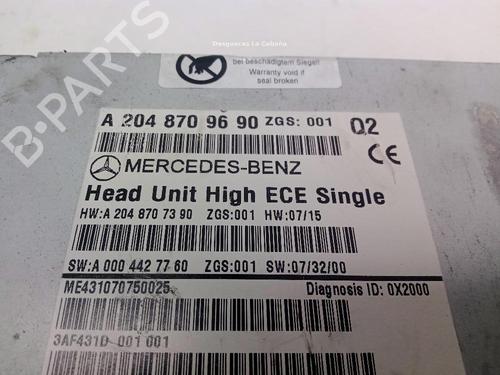 Desguaces La Cabaña
bei beschädigtem Siegel!
Warranty void if
seal broken
A 204 870 96 90 ZGS: 001 Q2
MERCEDES-BENZ
CE
Head Unit High ECE Single
HW:A 204 870 73 90 ZGS:001 HW:07/15
SW:A 000 442 77 60 ZGS:001 SW:07/32/00
ME431070750025
Diagnosis ID: 0X2000
3AF431D 001 001
B-PARTS